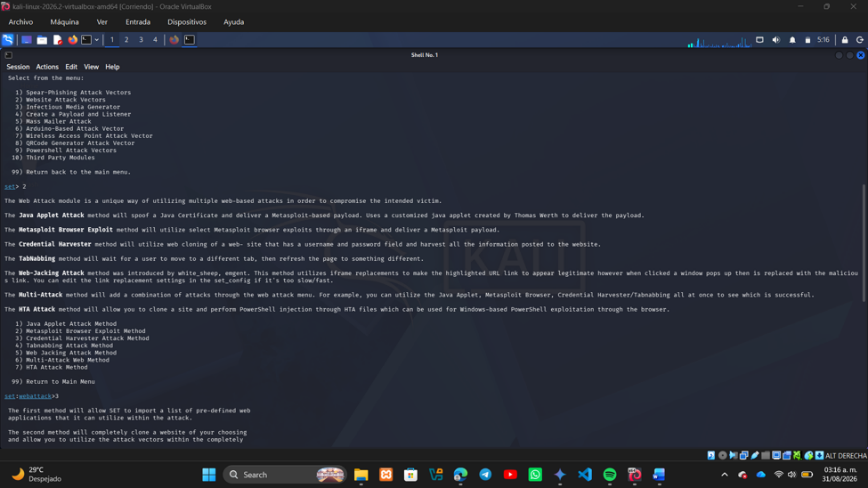 kali-linux-2026.2-virtualbox-amd64 [Corriendo] - Oracle VirtualBox
Archivo Máquina Ver Entrada Dispositivos Ayuda
1 2 3 4
5:16
Shell No. 1
Session Actions Edit View Help
Select from the menu:
1) Spear-Phishing Attack Vectors
2) Website Attack Vectors
3) Infectious Media Generator
4) Create a Payload and Listener
5) Mass Mailer Attack
6) Arduino-Based Attack Vector
7) Wireless Access Point Attack Vector
8) QRCode Generator Attack Vector
9) Powershell Attack Vectors
10) Third Party Modules
99) Return back to the main menu.
set> 2
The Web Attack module is a unique way of utilizing multiple web-based attacks in order to compromise the intended victim.
The Java Applet Attack method will spoof a Java Certificate and deliver a Metasploit-based payload. Uses a customized java applet created by Thomas Werth to deliver the payload.
The Metasploit Browser Exploit method will utilize select Metasploit browser exploits through an iframe and deliver a Metasploit payload.
The Credential Harvester method will utilize web cloning of a web- site that has a username and password field and harvest all the information posted to the website.
The TabNabbing method will wait for a user to move to a different tab, then refresh the page to something different.
The Web-Jacking Attack method was introduced by white_sheep, emgent. This method utilizes iframe replacements to make the highlighted URL link to appear legitimate however when clicked a window pops up then is replaced with the maliciou
s link. You can edit the link replacement settings in the set_config if it's too slow/fast.
The Multi-Attack method will add a combination of attacks through the web attack menu. For example, you can utilize the Java Applet, Metasploit Browser, Credential Harvester/Tabnabbing all at once to see which is successful.
The HTA Attack method will allow you to clone a site and perform PowerShell injection through HTA files which can be used for Windows-based PowerShell exploitation through the browser.
1) Java Applet Attack Method
2) Metasploit Browser Exploit Method
3) Credential Harvester Attack Method
4) Tabnabbing Attack Method
5) Web Jacking Attack Method
6) Multi-Attack Web Method
7) HTA Attack Method
99) Return to Main Menu
set:webattack>3
The first method will allow SET to import a list of pre-defined web
applications that it can utilize within the attack.
The second method will completely clone a website of your choosing
and allow you to utilize the attack vectors within the completely
KALI
ALT DERECHA
29°C
Despejado
Search
03:16 a. m.
31/08/2026